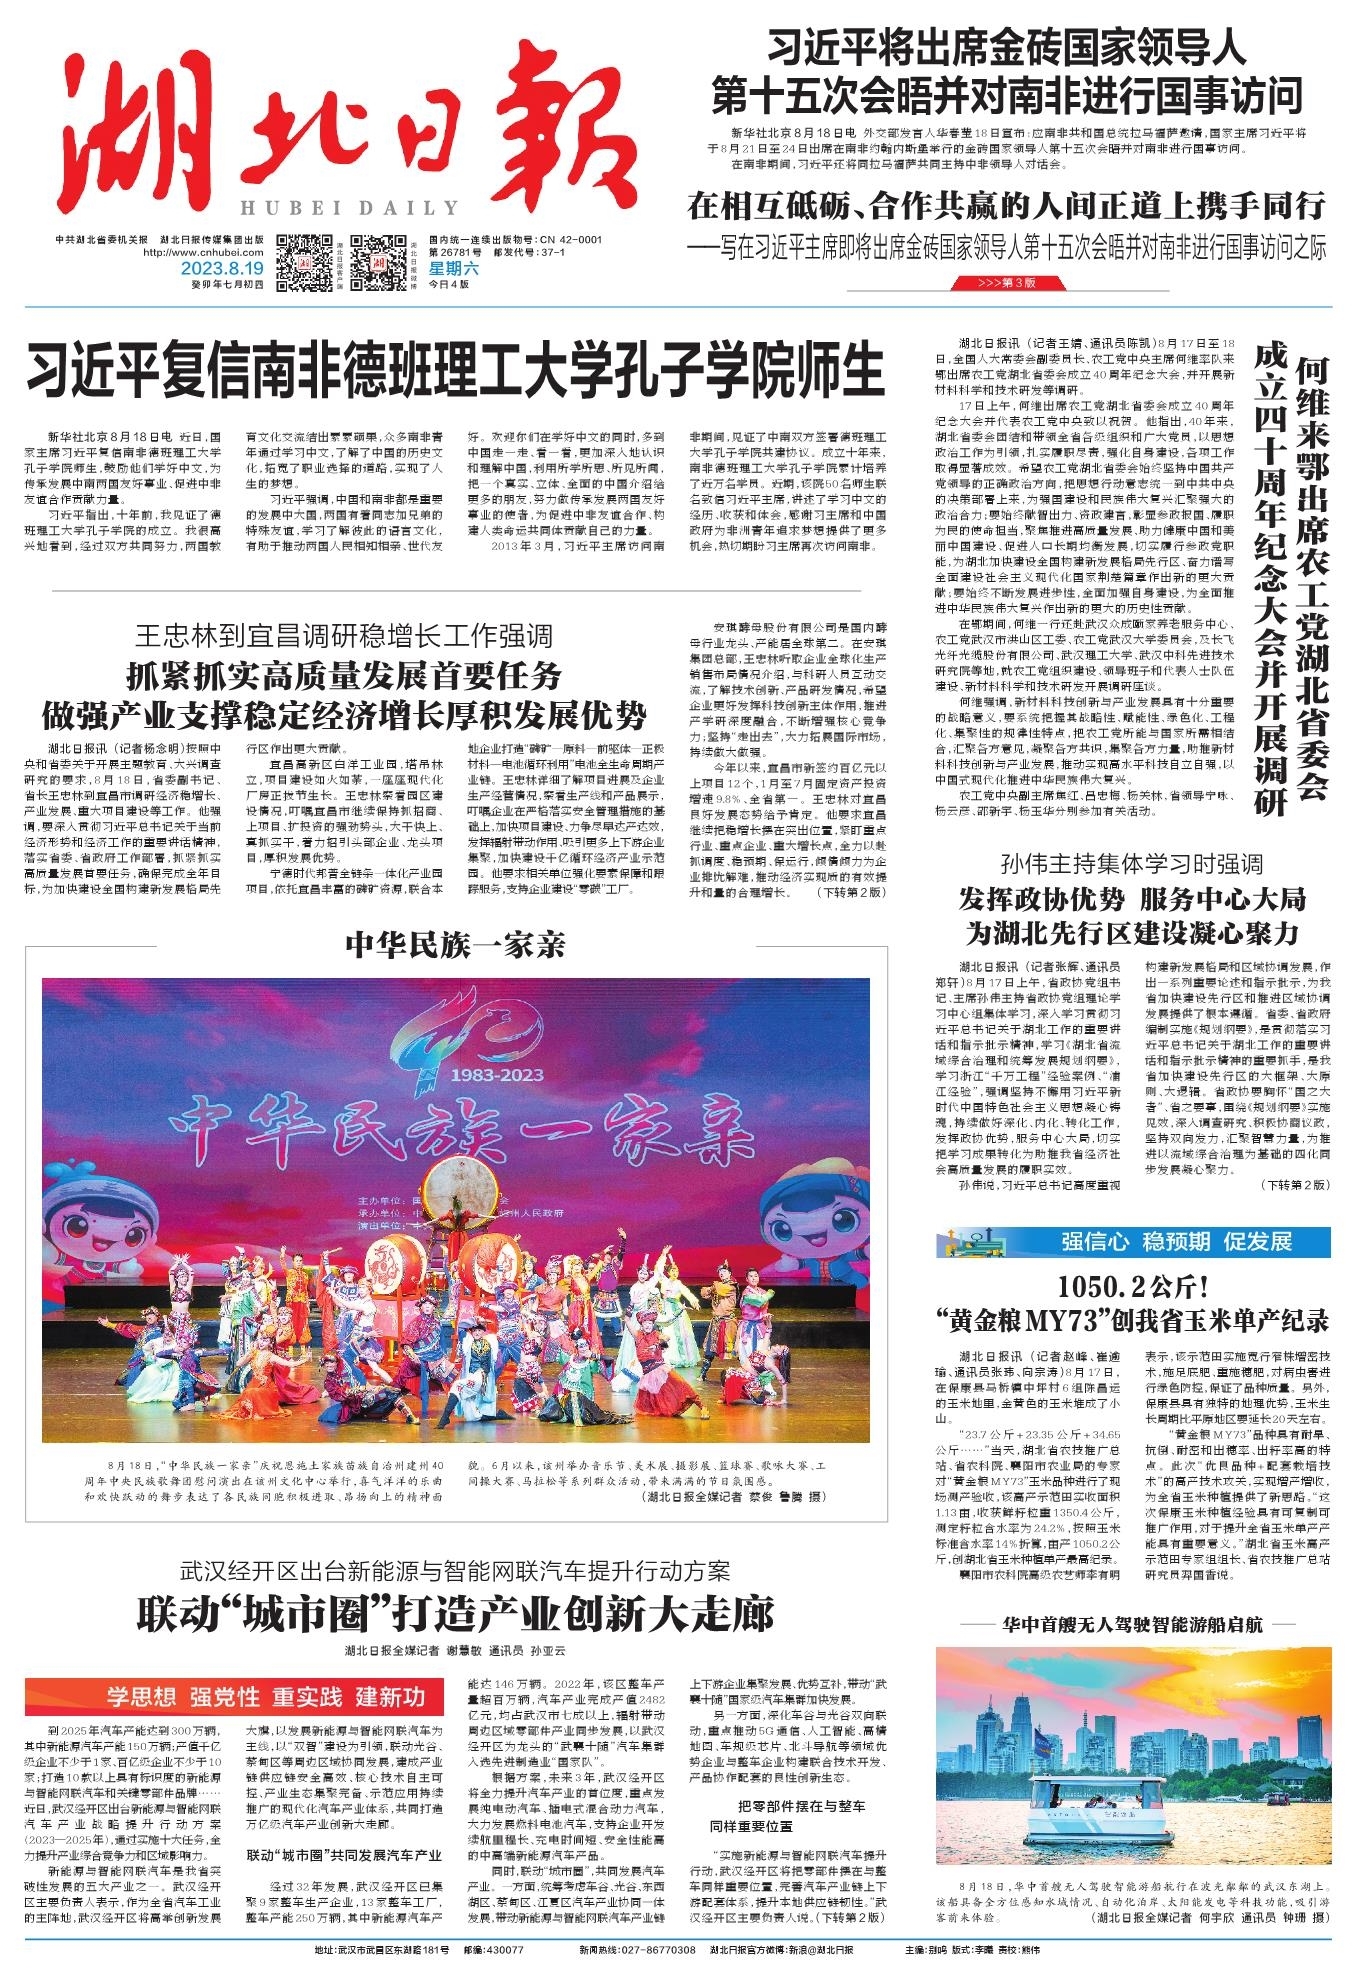 湖北日報
HUBEI DAILY
中共湖北省委机关报 湖北日报传媒集团出版
http://www.cnhubei.com
2023.8.19
癸卯年七月初四
湖北日报客户端
湖北日报微博
国内统一连续出版物号:CN 42-0001
第26781号 邮发代号:37-1
星期六
今日4版
习近平将出席金砖国家领导人
第十五次会晤并对南非进行国事访问
新华社北京8月18日电 外交部发言人华春莹18日宣布:应南非共和国总统拉马福萨邀请,国家主席习近平将
于8月21日至24日出席在南非约翰内斯堡举行的金砖国家领导人第十五次会晤并对南非进行国事访问。
在南非期间,习近平还将同拉马福萨共同主持中非领导人对话会。
在相互砥砺、合作共赢的人间正道上携手同行
——写在习近平主席即将出席金砖国家领导人第十五次会晤并对南非进行国事访问之际
>>>第3版
习近平复信南非德班理工大学孔子学院师生
新华社北京8月18日电 近日,国
家主席习近平复信南非德班理工大学
孔子学院师生,鼓励他们学好中文,为
传承发展中南两国友好事业、促进中非
友谊合作贡献力量。
习近平指出,十年前,我见证了德
班理工大学孔子学院的成立。我很高
兴地看到,经过双方共同努力,两国教
育文化交流结出累累硕果,众多南非青
年通过学习中文,了解了中国的历史文
化,拓宽了职业选择的道路,实现了人
生的梦想。
习近平强调,中国和南非都是重要
的发展中大国,两国有着同志加兄弟的
特殊友谊,学习了解彼此的语言文化,
有助于推动两国人民相知相亲、世代友
好。欢迎你们在学好中文的同时,多到
中国走一走、看一看,更加深入地认识
和理解中国,利用所学所思、所见所闻,
把一个真实、立体、全面的中国介绍给
更多的朋友,努力做传承发展两国友好
事业的使者,为促进中非友谊合作、构
建人类命运共同体贡献自己的力量。
2013年3月,习近平主席访问南
非期间,见证了中南双方签署德班理工
大学孔子学院共建协议。成立十年来,
南非德班理工大学孔子学院累计培养
了近万名学员。近期,该院50名师生联
名致信习近平主席,讲述了学习中文的
经历、收获和体会,感谢习主席和中国
政府为非洲青年追求梦想提供了更多
机会,热切期盼习主席再次访问南非。
王忠林到宜昌调研稳增长工作强调
抓紧抓实高质量发展首要任务
做强产业支撑稳定经济增长厚积发展优势
湖北日报讯(记者杨念明)按照中
央和省委关于开展主题教育、大兴调查
研究的要求,8月18日,省委副书记、
省长王忠林到宜昌市调研经济稳增长、
产业发展、重大项目建设等工作。他强
调,要深入贯彻习近平总书记关于当前
经济形势和经济工作的重要讲话精神,
落实省委、省政府工作部署,抓紧抓实
高质量发展首要任务,确保完成全年目
标,为加快建设全国构建新发展格局先
行区作出更大贡献。
宜昌高新区白洋工业园,塔吊林
立,项目建设如火如荼,一座座现代化
厂房正拔节生长。王忠林察看园区建
设情况,叮嘱宜昌市继续保持抓招商、
上项目、扩投资的强劲势头,大干快上、
真抓实干,着力招引头部企业、龙头项
目,厚积发展优势。
宁德时代邦普全链条一体化产业园
项目,依托宜昌丰富的磷矿资源,联合本
地企业打造“磷矿—原料—前驱体—正极
材料—电池循环利用”电池全生命周期产
业链。王忠林详细了解项目进展及企业
生产经营情况,察看生产线和产品展示,
叮嘱企业在严格落实安全管理措施的基
础上,加快项目建设、力争尽早达产达效,
发挥辐射带动作用,吸引更多上下游企业
集聚,加快建设千亿循环经济产业示范
园。他要求相关单位强化要素保障和跟
踪服务,支持企业建设“零碳”工厂。
安琪酵母股份有限公司是国内酵
母行业龙头、产能居全球第二。在安琪
集团总部,王忠林听取企业全球化生产
销售布局情况介绍,与科研人员互动交
流,了解技术创新、产品研发情况,希望
企业更好发挥科技创新主体作用,推进
产学研深度融合,不断增强核心竞争
力;坚持“走出去”,大力拓展国际市场,
持续做大做强。
今年以来,宜昌市新签约百亿元以
上项目12个,1月至7月固定资产投资
增速9.8%、全省第一。王忠林对宜昌
良好发展态势给予肯定。他要求宜昌
继续把稳增长摆在突出位置,紧盯重点
行业、重点企业、重大增长点,全力以赴
抓调度、稳预期、保运行,倾情倾力为企
业排忧解难,推动经济实现质的有效提
升和量的合理增长。 (下转第2版)
何维来鄂出席农工党湖北省委会
成立四十周年纪念大会并开展调研
湖北日报讯(记者王婧、通讯员陈凯)8月17日至18
日,全国人大常委会副委员长、农工党中央主席何维率队来
鄂出席农工党湖北省委会成立40周年纪念大会,并开展新
材料科学和技术研发等调研。
17日上午,何维出席农工党湖北省委会成立40周年
纪念大会并代表农工党中央致以祝贺。他指出,40年来,
湖北省委会团结和带领全省各级组织和广大党员,以思想
政治工作为引领,扎实履职尽责,强化自身建设,各项工作
取得显著成效。希望农工党湖北省委会始终坚持中国共产
党领导的正确政治方向,把思想行动意志统一到中共中央
的决策部署上来,为强国建设和民族伟大复兴汇聚强大的
政治合力;要始终献智出力、资政建言,彰显参政报国、履职
为民的使命担当,聚焦推进高质量发展、助力健康中国和美
丽中国建设、促进人口长期均衡发展,切实履行参政党职
能,为湖北加快建设全国构建新发展格局先行区、奋力谱写
全面建设社会主义现代化国家荆楚篇章作出新的更大贡
献;要始终不断发展进步性,全面加强自身建设,为全面推
进中华民族伟大复兴作出新的更大的历史性贡献。
在鄂期间,何维一行还赴武汉众成颐家养老服务中心、
农工党武汉市洪山区工委、农工党武汉大学委员会,及长飞
光纤光缆股份有限公司、武汉理工大学、武汉中科先进技术
研究院等地,就农工党组织建设、领导班子和代表人士队伍
建设、新材料科学和技术研发开展调研座谈。
何维强调,新材料科技创新与产业发展具有十分重要
的战略意义,要系统把握其战略性、赋能性、绿色化、工程
化、集聚性的规律性特点,把农工党所能与国家所需相结
合,汇聚各方意见,凝聚各方共识,集聚各方力量,助推新材
料科技创新与产业发展,推动实现高水平科技自立自强,以
中国式现代化推进中华民族伟大复兴。
农工党中央副主席焦红、吕忠梅、杨关林,省领导宁咏、
杨云彦、邵新宇、杨玉华分别参加有关活动。
孙伟主持集体学习时强调
发挥政协优势 服务中心大局
为湖北先行区建设凝心聚力
湖北日报讯(记者张辉、通讯员
郑轩)8月17日上午,省政协党组书
记、主席孙伟主持省政协党组理论学
习中心组集体学习,深入学习贯彻习
近平总书记关于湖北工作的重要讲
话和指示批示精神,学习《湖北省流
域综合治理和统筹发展规划纲要》,
学习浙江“千万工程”经验案例、“浦
江经验”,强调坚持不懈用习近平新
时代中国特色社会主义思想凝心铸
魂,持续做好深化、内化、转化工作,
发挥政协优势,服务中心大局,切实
把学习成果转化为助推我省经济社
会高质量发展的履职实效。
孙伟说,习近平总书记高度重视
构建新发展格局和区域协调发展,作
出一系列重要论述和指示批示,为我
省加快建设先行区和推进区域协调
发展提供了根本遵循。省委、省政府
编制实施《规划纲要》,是贯彻落实习
近平总书记关于湖北工作的重要讲
话和指示批示精神的重要抓手,是我
省加快建设先行区的大框架、大原
则、大逻辑。省政协要胸怀“国之大
者”、省之要事,围绕《规划纲要》实施
见效,深入调查研究、积极协商议政,
坚持双向发力,汇聚智慧力量,为推
进以流域综合治理为基础的四化同
步发展凝心聚力。
(下转第2版)
中华民族一家亲
1983-2023
中华民族一家亲
主办单位:
承办单位: 州人民政府
演出单位:
8月18日,“中华民族一家亲”庆祝恩施土家族苗族自治州建州40
周年中央民族歌舞团慰问演出在该州文化中心举行,喜气洋洋的乐曲
和欢快跃动的舞步表达了各民族同胞积极进取、昂扬向上的精神面
貌。6月以来,该州举办音乐节、美术展、摄影展、篮球赛、歌咏大赛、工
间操大赛、马拉松等系列群众活动,带来满满的节日氛围感。
(湖北日报全媒记者 蔡俊 鲁腾 摄)
强信心 稳预期 促发展
1050.2公斤!
“黄金粮MY73”创我省玉米单产纪录
湖北日报讯(记者赵峰、崔逾
瑜、通讯员张玮、向宗涛)8月17日,
在保康县马桥镇中坪村6组陈昌运
的玉米地里,金黄色的玉米堆成了小
山。
“23.7公斤+23.35公斤+34.65
公斤……”当天,湖北省农技推广总
站、省农科院、襄阳市农业局的专家
对“黄金粮MY73”玉米品种进行了现
场测产验收,该高产示范田实收面积
1.13亩,收获鲜籽粒重1350.4公斤,
测定籽粒含水率为24.2%,按照玉米
标准含水率14%折算,亩产1050.2公
斤,创湖北省玉米种植单产最高纪录。
襄阳市农科院高级农艺师李有明
表示,该示范田实施宽行窄株增密技
术,施足底肥、重施穗肥,对病虫害进
行绿色防控,保证了品种质量。另外,
保康县具有独特的地理优势,玉米生
长周期比平原地区要延长20天左右。
“黄金粮MY73”品种具有耐旱、
抗倒、耐密和出穗率、出籽率高的特
点。此次“优良品种+配套栽培技
术”的高产技术攻关,实现增产增收,
为全省玉米种植提供了新思路。“这
次保康玉米种植经验具有可复制可
推广作用,对于提升全省玉米单产产
能具有重要意义。”湖北省玉米高产
示范田专家组组长、省农技推广总站
研究员羿国香说。
武汉经开区出台新能源与智能网联汽车提升行动方案
联动“城市圈”打造产业创新大走廊
湖北日报全媒记者 谢慧敏 通讯员 孙亚云
学思想 强党性 重实践 建新功
到2025年汽车产能达到300万辆,
其中新能源汽车产能150万辆;产值千亿
级企业不少于1家、百亿级企业不少于10
家;打造10款以上具有标识度的新能源
与智能网联汽车和关键零部件品牌……
近日,武汉经开区出台新能源与智能网联
汽车产业战略提升行动方案
(2023—2025年),通过实施十大任务,全
力提升产业综合竞争力和区域影响力。
新能源与智能网联汽车是我省突
破性发展的五大产业之一。武汉经开
区主要负责人表示,作为全省汽车工业
的主阵地,武汉经开区将高举创新发展
大旗,以发展新能源与智能网联汽车为
主线,以“双智”建设为引领,联动光谷、
蔡甸区等周边区域协同发展,建成产业
链供应链安全高效、核心技术自主可
控、产业生态集聚完备、示范应用持续
推广的现代化汽车产业体系,共同打造
万亿级汽车产业创新大走廊。
联动“城市圈”共同发展汽车产业
经过32年发展,武汉经开区已集
聚9家整车生产企业,13家整车工厂,
整车产能250万辆,其中新能源汽车产
能达146万辆。2022年,该区整车产
量超百万辆,汽车产业完成产值2482
亿元,均占武汉市七成以上,辐射带动
周边区域零部件产业同步发展,以武汉
经开区为龙头的“武襄十随”汽车集群
入选先进制造业“国家队”。
根据方案,未来3年,武汉经开区
将全力提升汽车产业的首位度,重点发
展纯电动汽车、插电式混合动力汽车,
大力发展燃料电池汽车,支持企业开发
续航里程长、充电时间短、安全性能高
的中高端新能源汽车产品。
同时,联动“城市圈”,共同发展汽车
产业。一方面,统筹考虑车谷、光谷、东西
湖区、蔡甸区、江夏区汽车产业协同一体
发展,带动新能源与智能网联汽车产业链
上下游企业集聚发展、优势互补,带动“武
襄十随”国家级汽车集群加快发展。
另一方面,深化车谷与光谷双向联
动,重点推动5G通信、人工智能、高精
地图、车规级芯片、北斗导航等领域优
势企业与整车企业构建联合技术开发、
产品协作配套的良性创新生态。
把零部件摆在与整车
同样重要位置
“实施新能源与智能网联汽车提升
行动,武汉经开区将把零部件摆在与整
车同样重要位置,完善汽车产业链上下
游配套体系,提升本地供应链韧性。”武
汉经开区主要负责人说。(下转第2版)
华中首艘无人驾驶智能游船启航
8月18日,华中首艘无人驾驶智能游船航行在波光粼粼的武汉东湖上。
该船具备全方位感知水域情况、自动化泊岸、太阳能发电等科技功能,吸引游
客前来体验。 (湖北日报全媒记者 何宇欣 通讯员 钟珊 摄)
地址:武汉市武昌区东湖路181号 邮编:430077 新闻热线:027-86770308 湖北日报官方微博:新浪@湖北日报 主编:别鸣 版式:李曦 责校:熊伟